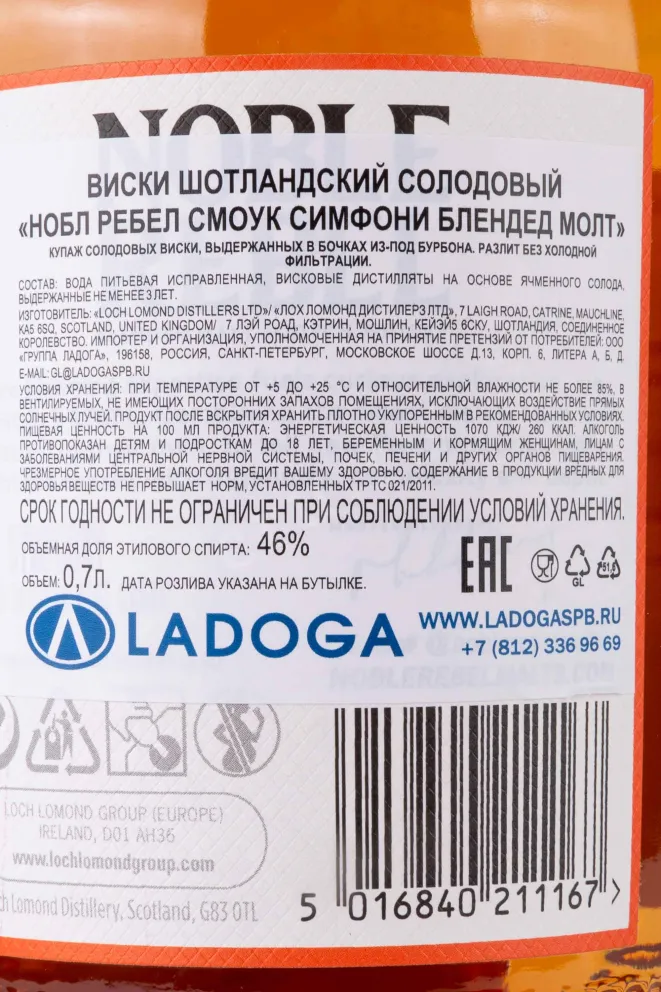 NOBLE
ВИСКИ ШОТЛАНДСКИЙ СОЛОДОВЫЙ
«НОБЛ РЕБЕЛ СМОУК СИМФОНИ БЛЕНДЕД МОЛТ»
КУПАЖ СОЛОДОВЫХ ВИСКИ, ВЫДЕРЖАННЫХ В БОЧКАХ ИЗ-ПОД БУРБОНА. РАЗЛИТ БЕЗ ХОЛОДНОЙ
ФИЛЬТРАЦИИ.
СОСТАВ: ВОДА ПИТЬЕВАЯ ИСПРАВЛЕННАЯ, ВИСКОВЫЕ ДИСТИЛЛЯТЫ НА ОСНОВЕ ЯЧМЕННОГО СОЛОДА,
ВЫДЕРЖАННЫЕ НЕ МЕНЕЕ 3 ЛЕТ.
ИЗГОТОВИТЕЛЬ: «LOCH LOMOND DISTILLERS LTD»/ «ЛОХ ЛОМОНД ДИСТИЛЕРЗ ЛТД», 7 LAIGH ROAD, CATRINE, MAUCHLINE,
KA5 6SQ, SCOTLAND, UNITED KINGDOM/ 7 ЛЭЙ РОАД, КЭТРИН, МОШЛИН, КЕЙЭЙ5 6СКУ, ШОТЛАНДИЯ, СОЕДИНЕННОЕ
КОРОЛЕВСТВО. ИМПОРТЕР И ОРГАНИЗАЦИЯ, УПОЛНОМОЧЕННАЯ НА ПРИНЯТИЕ ПРЕТЕНЗИЙ ОТ ПОТРЕБИТЕЛЕЙ: ООО
«ГРУППА ЛАДОГА», 196158, РОССИЯ, САНКТ-ПЕТЕРБУРГ, МОСКОВСКОЕ ШОССЕ Д.13, КОРП. 6, ЛИТЕРА А, Б, Д.
E-MAIL: GL@LADOGASPB.RU
УСЛОВИЯ ХРАНЕНИЯ: ПРИ ТЕМПЕРАТУРЕ ОТ +5 ДО +25 °С И ОТНОСИТЕЛЬНОЙ ВЛАЖНОСТИ НЕ БОЛЕЕ 85%, В
ВЕНТИЛИРУЕМЫХ, НЕ ИМЕЮЩИХ ПОСТОРОННИХ ЗАПАХОВ ПОМЕЩЕНИЯХ, ИСКЛЮЧАЮЩИХ ВОЗДЕЙСТВИЕ ПРЯМЫХ
СОЛНЕЧНЫХ ЛУЧЕЙ. ПРОДУКТ ПОСЛЕ ВСКРЫТИЯ ХРАНИТЬ ПЛОТНО УКУПОРЕННЫМ В РЕКОМЕНДОВАННЫХ УСЛОВИЯХ.
ПИЩЕВАЯ ЦЕННОСТЬ НА 100 МЛ ПРОДУКТА: ЭНЕРГЕТИЧЕСКАЯ ЦЕННОСТЬ 1070 КДЖ/ 260 ККАЛ. АЛКОГОЛЬ
ПРОТИВОПОКАЗАН ДЕТЯМ И ПОДРОСТКАМ ДО 18 ЛЕТ, БЕРЕМЕННЫМ И КОРМЯЩИМ ЖЕНЩИНАМ, ЛИЦАМ С
ЗАБОЛЕВАНИЯМИ ЦЕНТРАЛЬНОЙ НЕРВНОЙ СИСТЕМЫ, ПОЧЕК, ПЕЧЕНИ И ДРУГИХ ОРГАНОВ ПИЩЕВАРЕНИЯ.
ЧРЕЗМЕРНОЕ УПОТРЕБЛЕНИЕ АЛКОГОЛЯ ВРЕДИТ ВАШЕМУ ЗДОРОВЬЮ. СОДЕРЖАНИЕ В ПРОДУКЦИИ ВРЕДНЫХ ДЛЯ
ЗДОРОВЬЯ ВЕЩЕСТВ НЕ ПРЕВЫШАЕТ НОРМ, УСТАНОВЛЕННЫХ ТР ТС 021/2011.
СРОК ГОДНОСТИ НЕ ОГРАНИЧЕН ПРИ СОБЛЮДЕНИИ УСЛОВИЙ ХРАНЕНИЯ.
ОБЪЕМНАЯ ДОЛЯ ЭТИЛОВОГО СПИРТА: 46%
ОБЪЕМ: 0,7л. ДАТА РОЗЛИВА УКАЗАНА НА БУТЫЛКЕ.
EAC
GL
LADOGA
WWW.LADOGASPB.RU
+7 (812) 336 96 69
LOCH LOMOND GROUP (EUROPE)
IRELAND, D01 AH36
www.lochlomondgroup.com
Lomond Distillery, Scotland, G83 0TL
5 016840 211167 >